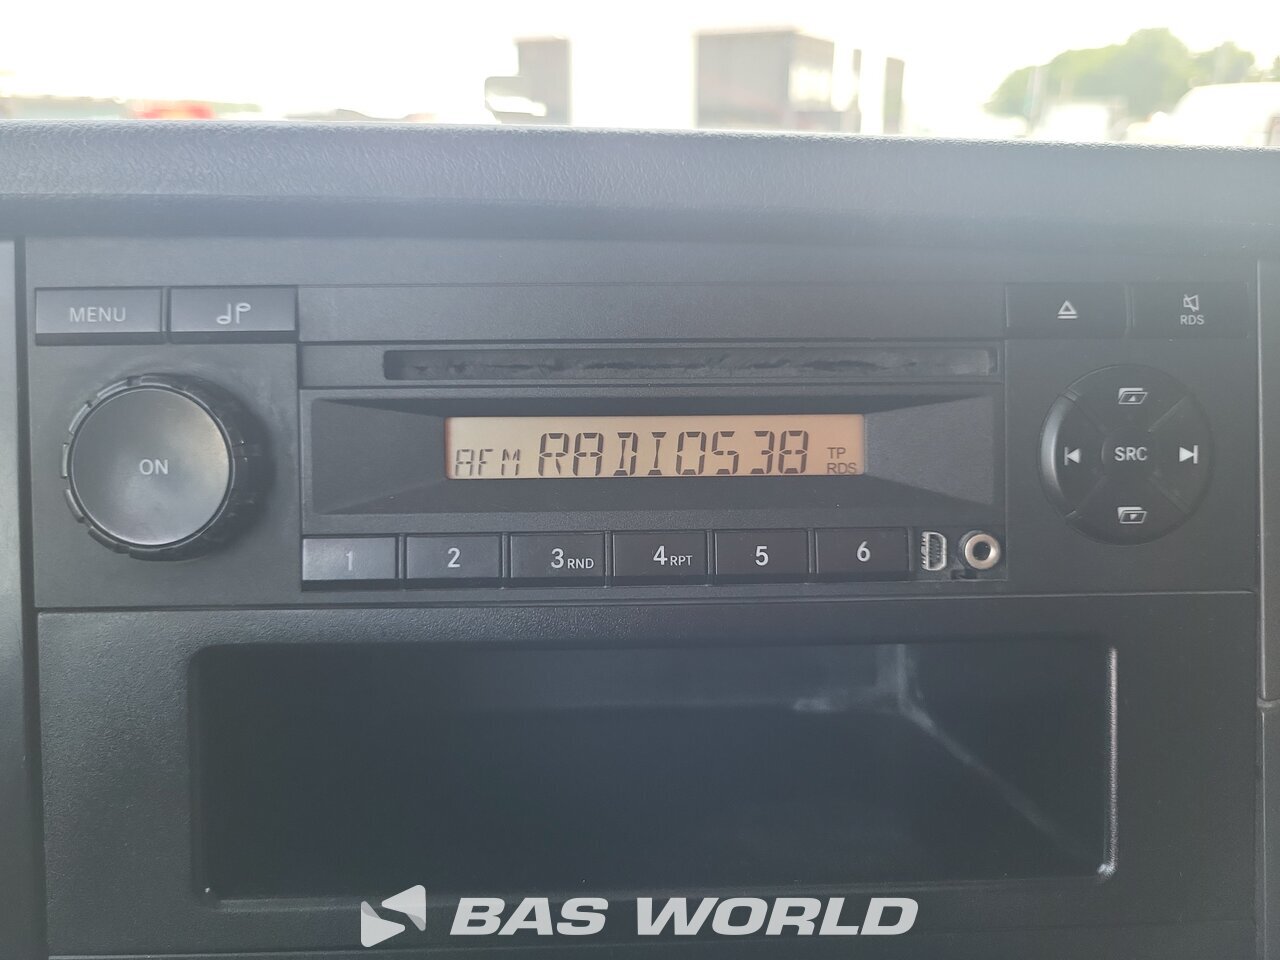 MENU
RDS
ON
AFM RADIO538 TP
RDS
SRC
1 2 3RND 4RPT 5 6
BAS WORLD